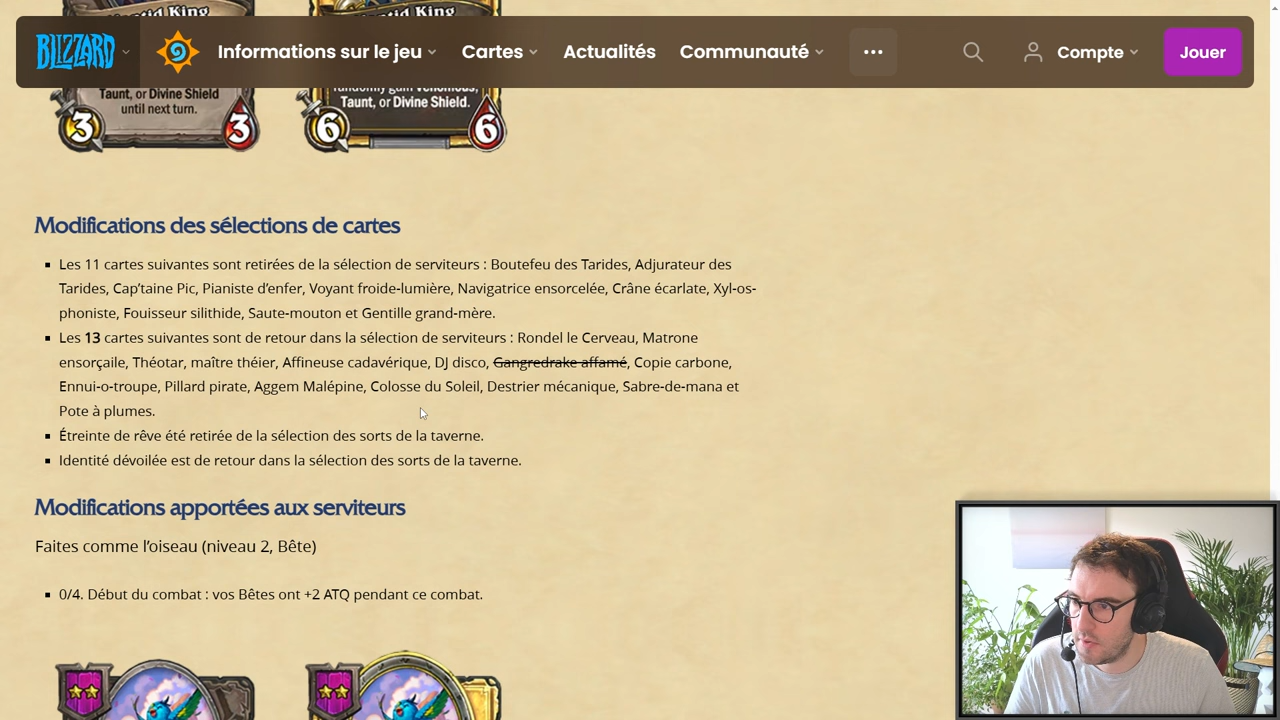 King
King
BLIZZARD
Informations sur le jeu
Cartes
Actualités
Communauté
•••
Compte
Jouer
Taunt, or Divine Shield
until next turn.
3
3
randomly gain Venomous,
Taunt, or Divine Shield.
6
6
Modifications des sélections de cartes
▪ Les 11 cartes suivantes sont retirées de la sélection de serviteurs : Boutefeu des Tarides, Adjurateur des
Tarides, Cap’taine Pic, Pianiste d’enfer, Voyant froide-lumière, Navigatrice ensorcelée, Crâne écarlate, Xyl-os-
phoniste, Fouisseur silithide, Saute-mouton et Gentille grand-mère.
▪ Les 13 cartes suivantes sont de retour dans la sélection de serviteurs : Rondel le Cerveau, Matrone
ensorçaile, Théotar, maître théier, Affineuse cadavérique, DJ disco, Gangredrake affamé, Copie carbone,
Ennui-o-troupe, Pillard pirate, Aggem Malépine, Colosse du Soleil, Destrier mécanique, Sabre-de-mana et
Pote à plumes.
▪ Étreinte de rêve été retirée de la sélection des sorts de la taverne.
▪ Identité dévoilée est de retour dans la sélection des sorts de la taverne.
Modifications apportées aux serviteurs
Faites comme l’oiseau (niveau 2, Bête)
▪ 0/4. Début du combat : vos Bêtes ont +2 ATQ pendant ce combat.